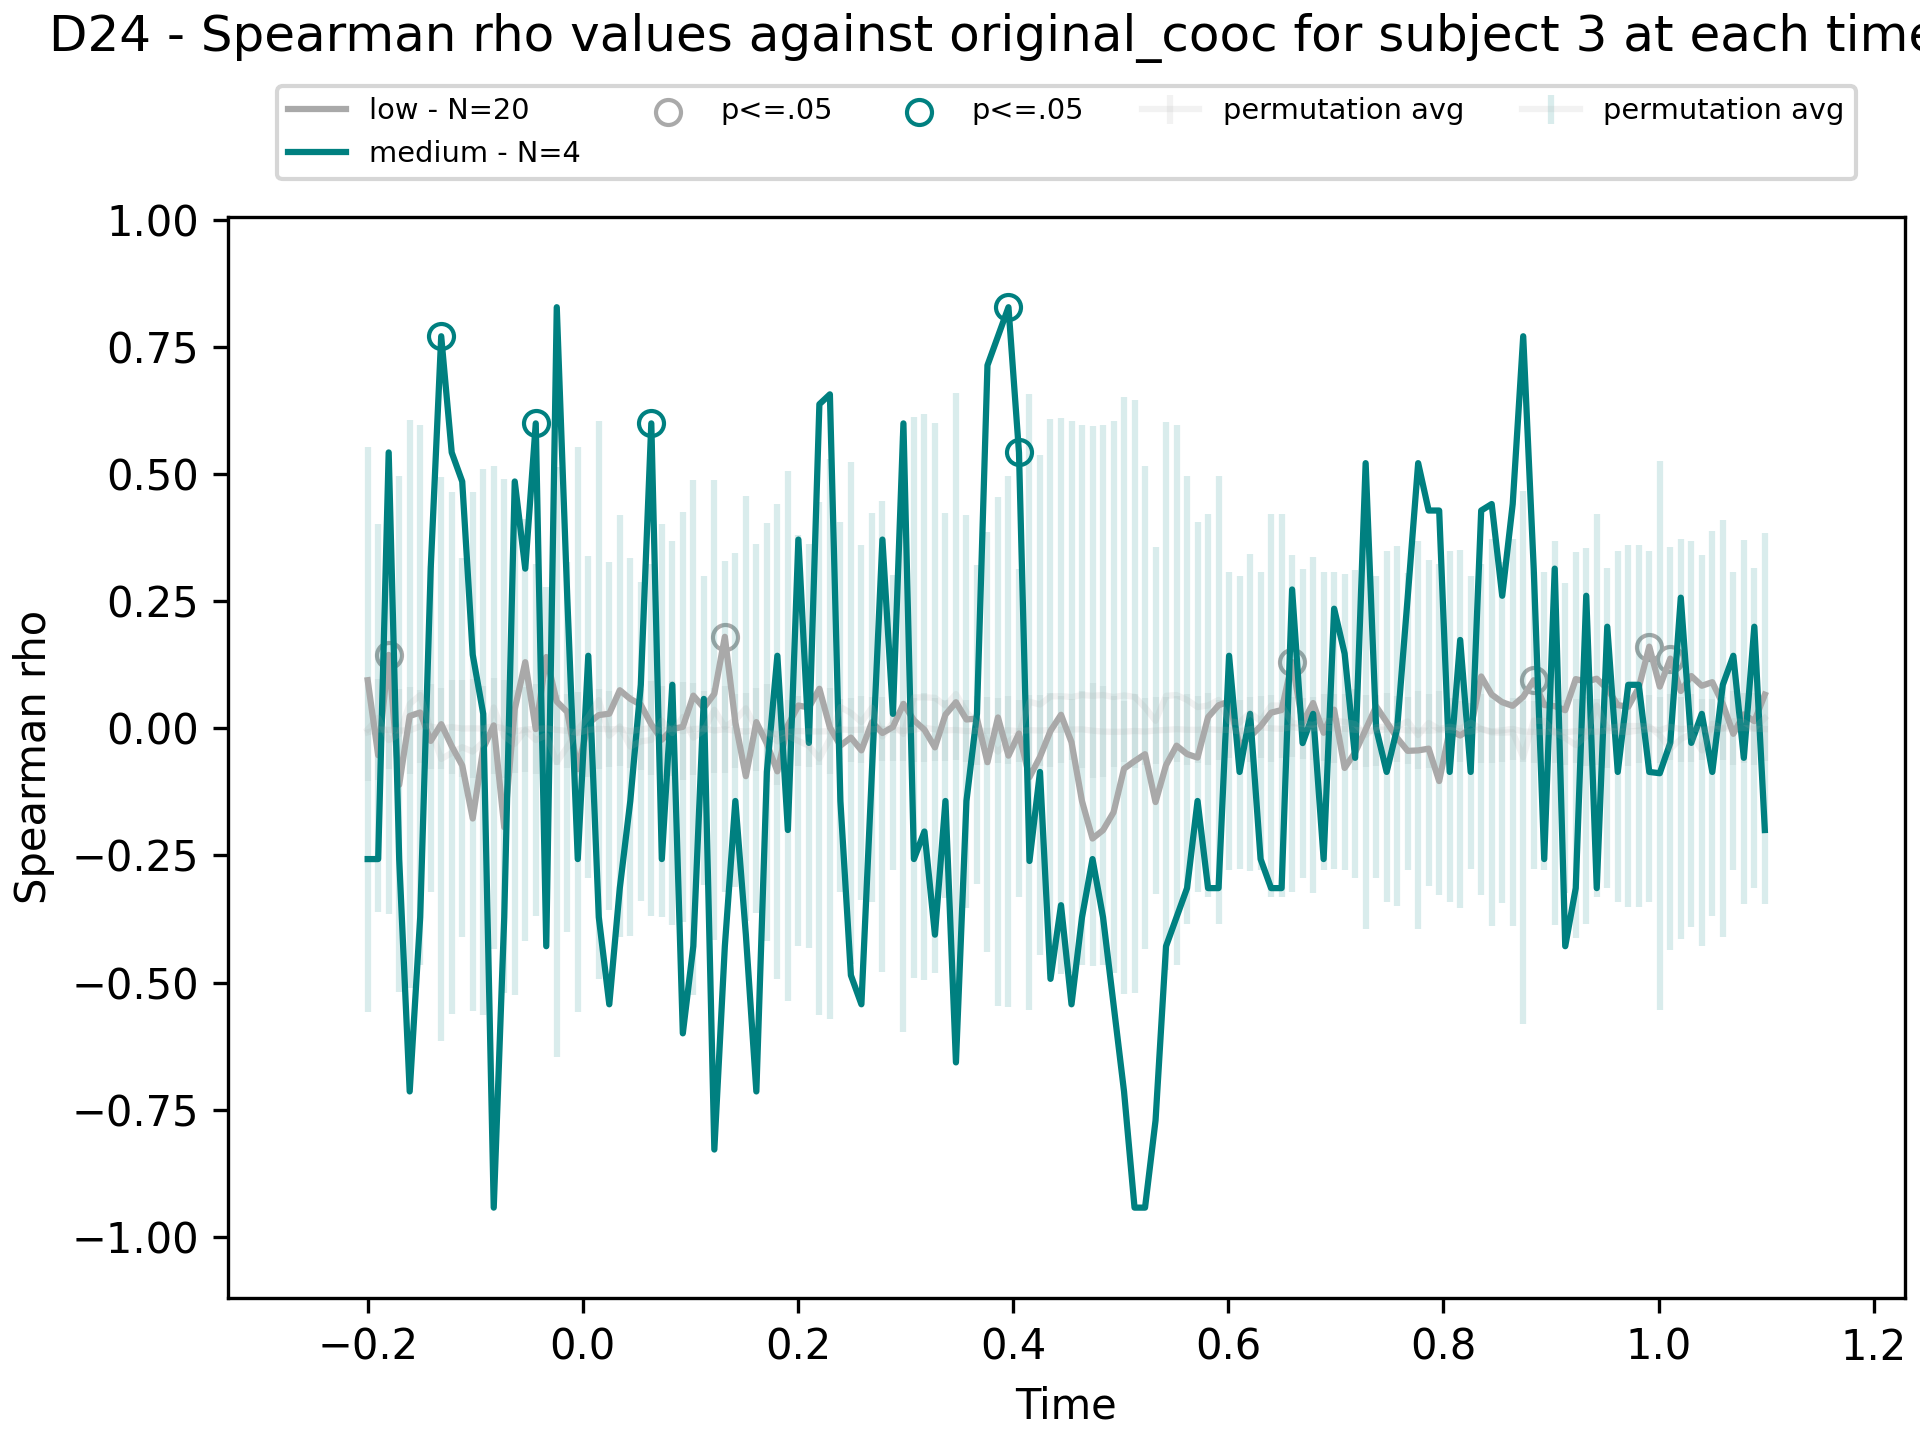 D24 - Spearman rho values against original_cooc for subject 3 at each time
low - N=20 p<=.05 p<=.05 permutation avg permutation avg
medium - N=4
1.00
0.75
0.50
0.25
0.00
−0.25
−0.50
−0.75
−1.00
Spearman rho
−0.2 0.0 0.2 0.4 0.6 0.8 1.0 1.2
Time